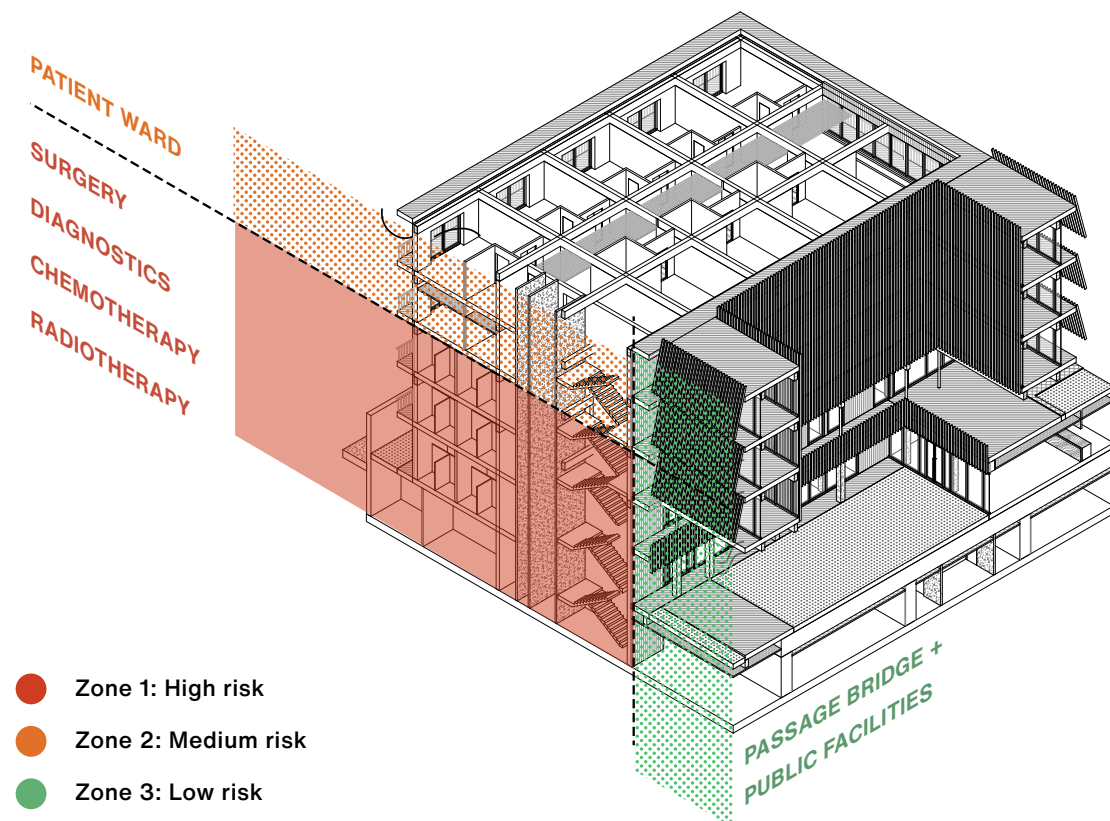 PATIENT WARD
SURGERY
DIAGNOSTICS
CHEMOTHERAPY
RADIOTHERAPY
PASSAGE BRIDGE +
PUBLIC FACILITIES
Zone 1: High risk
Zone 2: Medium risk
Zone 3: Low risk